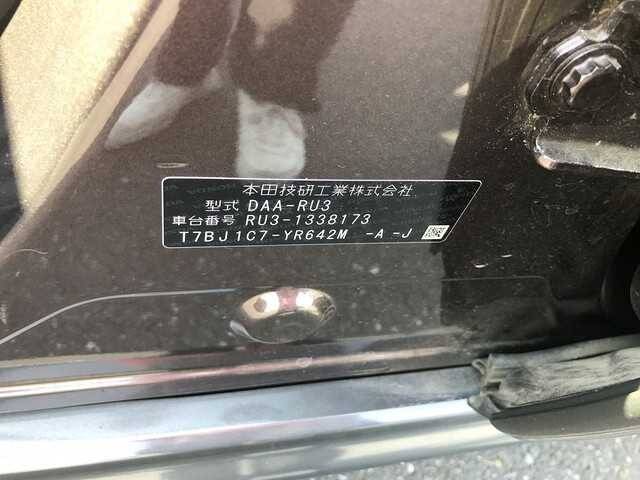 本田技研工業株式会社
型式 DAA-RU3
車台番号 RU3-1338173
T7BJ1C7-YR642M -A -J